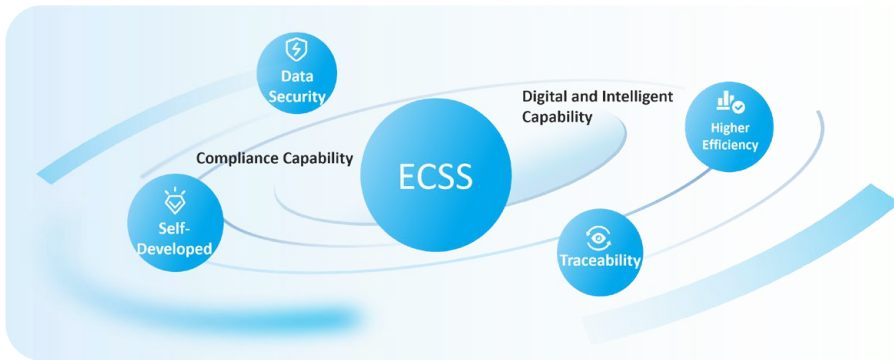 Data
Security
Digital and Intelligent
Capability
Higher
Efficiency
Compliance Capability
ECSS
Self-
Developed
Traceability